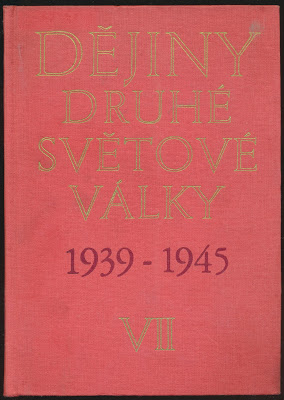 DĚJINY
DRUHÉ
SVĚTOVÉ
VÁLKY
1939 - 1945
VII